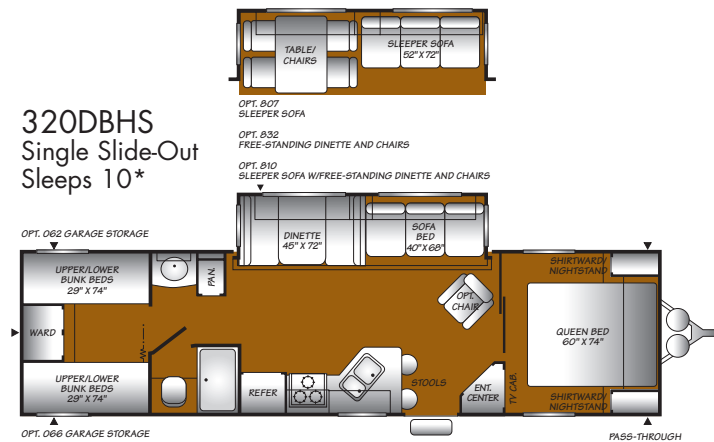 TABLE/
CHAIRS
SLEEPER SOFA
52" X 72"
OPT. 807
SLEEPER SOFA
320DBHS
Single Slide-Out
Sleeps 10*
OPT. 832
FREE-STANDING DINETTE AND CHAIRS
OPT. 810
SLEEPER SOFA W/FREE-STANDING DINETTE AND CHAIRS
OPT. 062 GARAGE STORAGE
DINETTE
45" X 72"
SOFA
BED
40" X 68"
UPPER/LOWER
BUNK BEDS
29" X 74"
PAN.
SHIRTWARD/
NIGHTSTAND
OPT.
CHAIR
WARD
QUEEN BED
60" X 74"
UPPER/LOWER
BUNK BEDS
29" X 74"
REFER
STOOLS
ENT.
CENTER
TV CAB.
SHIRTWARD/
NIGHTSTAND
OPT. 066 GARAGE STORAGE
PASS-THROUGH